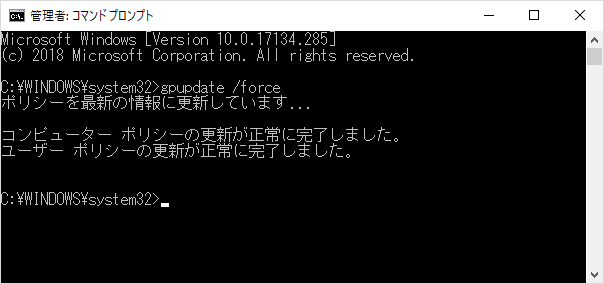 管理者: コマンドプロンプト
Microsoft Windows [Version 10.0.17134.285]
(c) 2018 Microsoft Corporation. All rights reserved.
C:¥WINDOWS¥system32>gpupdate /force
ポリシーを最新の情報に更新しています...
コンピューター ポリシーの更新が正常に完了しました。
ユーザー ポリシーの更新が正常に完了しました。
C:¥WINDOWS¥system32>